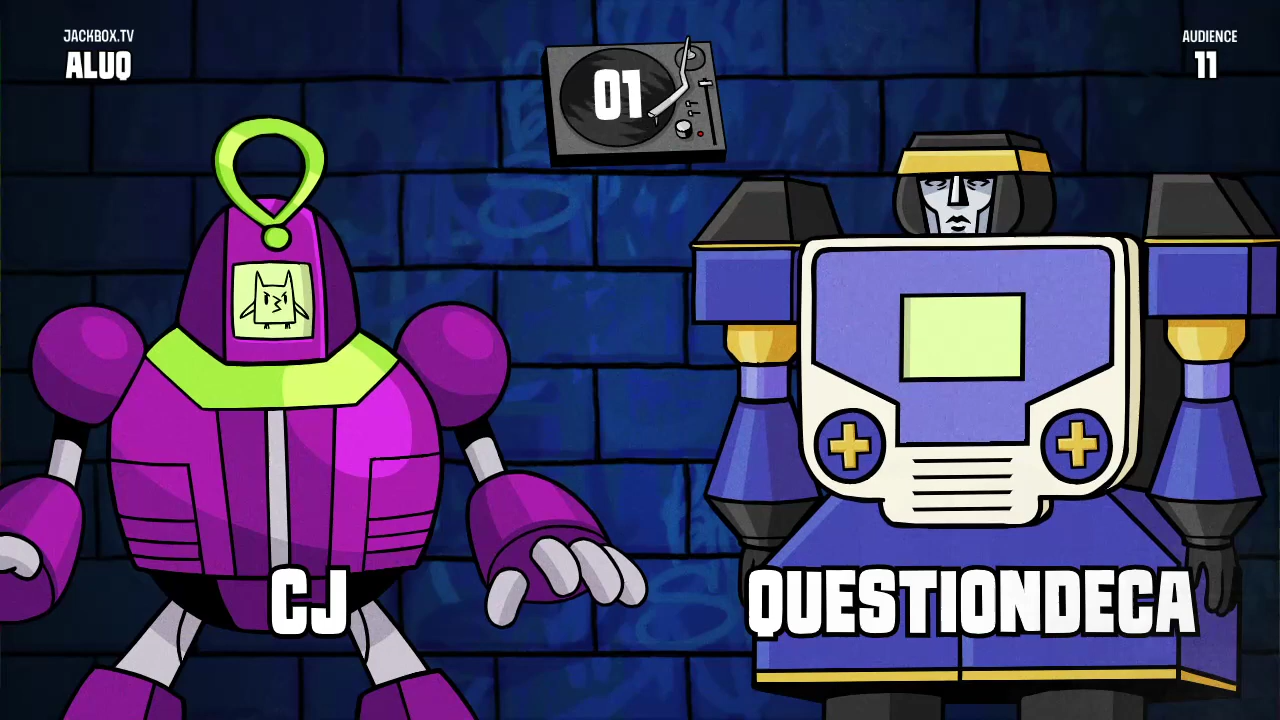 JACKBOX.TV
ALUQ
01
AUDIENCE
11
CJ
QUESTIONDECA